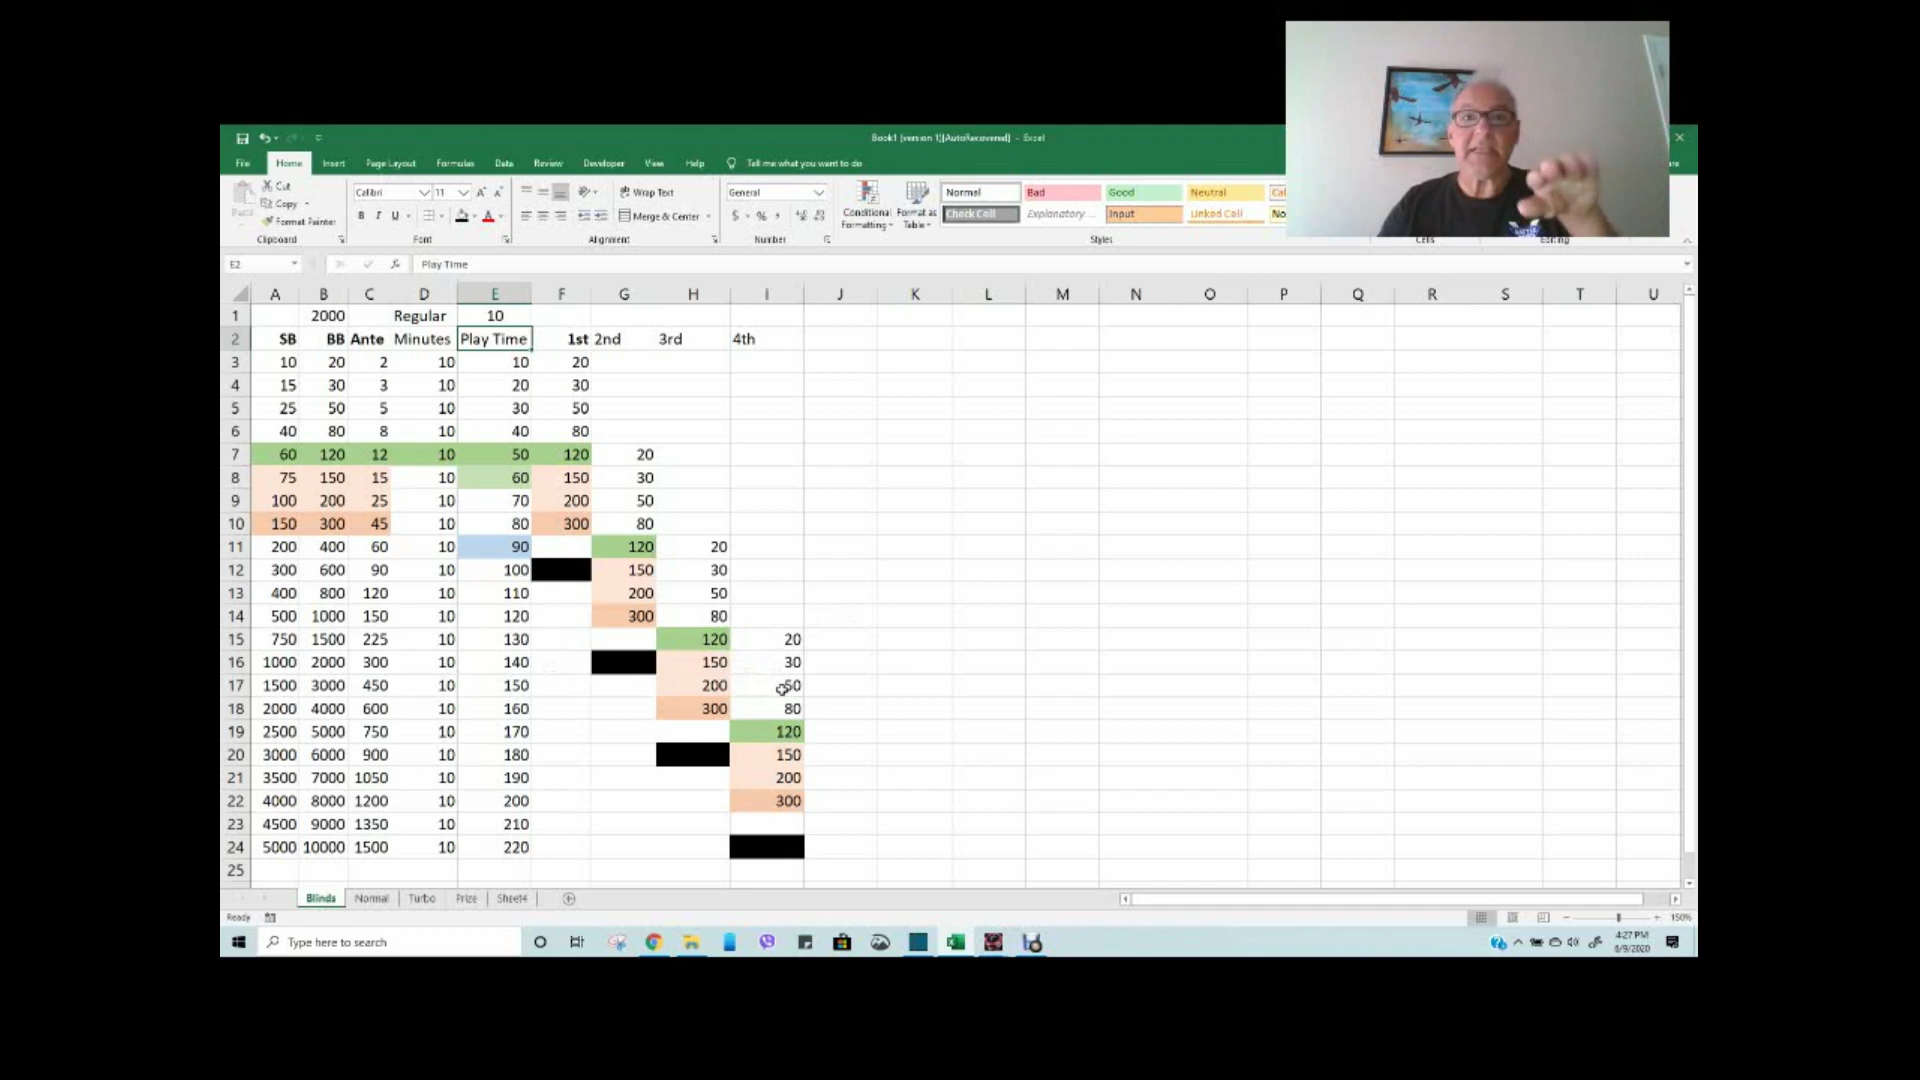 Book1 (version 1)[AutoRecovered] - Excel
File Home Insert Page Layout Formulas Data Review Developer View Help Tell me what you want to do
Cut
Copy
Format Painter
Paste
Clipboard
Calibri 11
B I U
Font
Wrap Text
Merge & Center
Alignment
General
$ % ,
Number
Conditional Formatting
Format as Table
Normal Bad Good Neutral
Check Cell Explanatory ... Input Linked Cell
Styles
Cells
Editing
E2 fx Play Time
A B C D E F G H I J K L M N O P Q R S T U
1 2000 Regular 10
2 SB BB Ante Minutes Play Time 1st 2nd 3rd 4th
3 10 20 2 10 10 20
4 15 30 3 10 20 30
5 25 50 5 10 30 50
6 40 80 8 10 40 80
7 60 120 12 10 50 120 20
8 75 150 15 10 60 150 30
9 100 200 25 10 70 200 50
10 150 300 45 10 80 300 80
11 200 400 60 10 90 120 20
12 300 600 90 10 100 150 30
13 400 800 120 10 110 200 50
14 500 1000 150 10 120 300 80
15 750 1500 225 10 130 120 20
16 1000 2000 300 10 140 150 30
17 1500 3000 450 10 150 200 50
18 2000 4000 600 10 160 300 80
19 2500 5000 750 10 170 120
20 3000 6000 900 10 180 150
21 3500 7000 1050 10 190 200
22 4000 8000 1200 10 200 300
23 4500 9000 1350 10 210
24 5000 10000 1500 10 220
25
Blinds Normal Turbo Prize Sheet4
Ready 150%
Type here to search
4:27 PM
6/9/2020